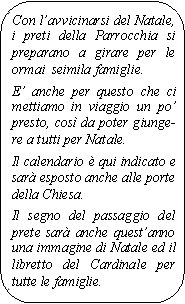 Con l'avvicinarsi del Natale,
i preti della Parrocchia si
preparano a girare per le
ormai seimila famiglie.
E' anche per questo che ci
mettiamo in viaggio un po'
presto, così da poter giunge-
re a tutti per Natale.
Il calendario è qui indicato e
sarà esposto anche alle porte
della Chiesa.
Il segno del passaggio del
prete sarà anche quest'anno
una immagine di Natale ed il
libretto del Cardinale per
tutte le famiglie.